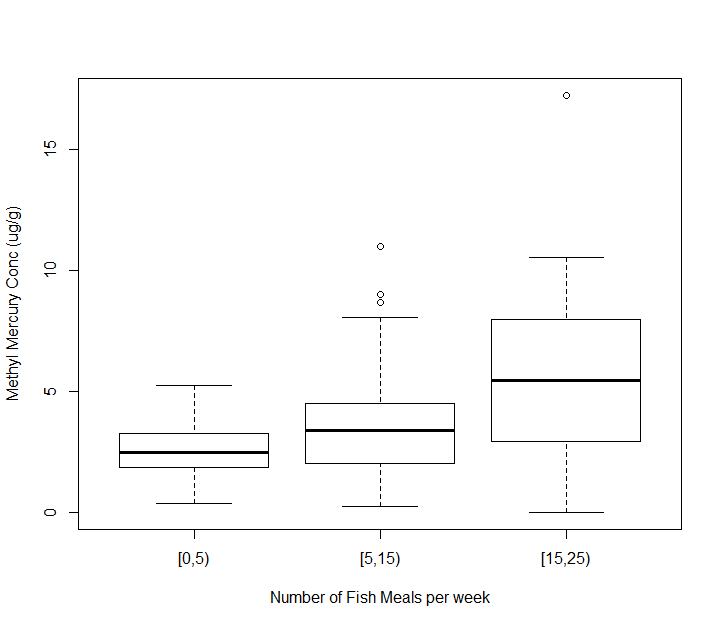 15
10
5
0
Methyl Mercury Conc (ug/g)
[0,5) [5,15) [15,25)
Number of Fish Meals per week